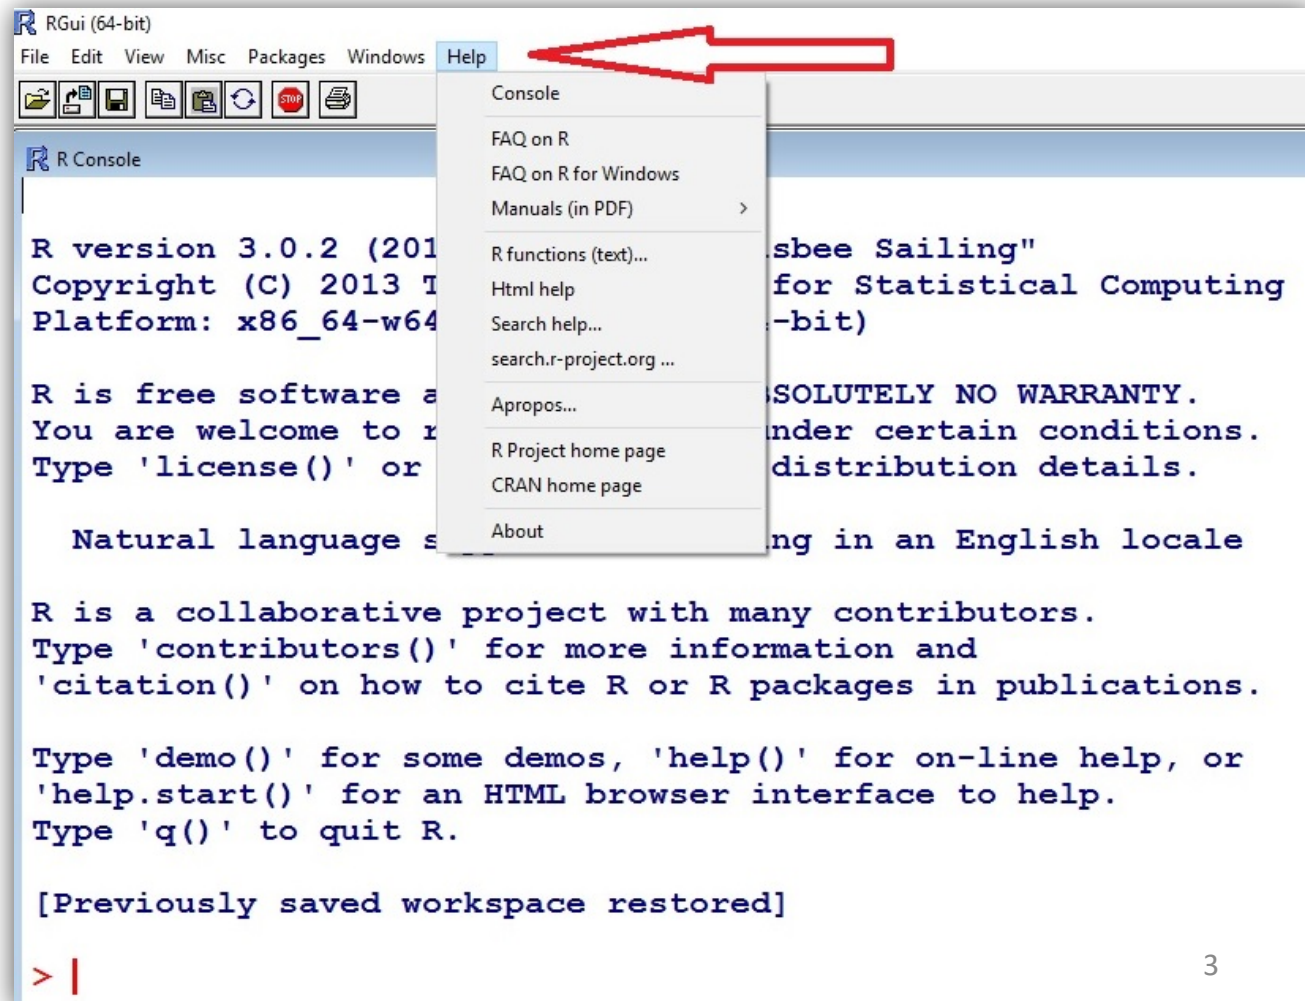 RGui (64-bit)
File Edit View Misc Packages Windows Help
Console
FAQ on R
FAQ on R for Windows
Manuals (in PDF) >
R functions (text)...
Html help
Search help...
search.r-project.org ...
Apropos...
R Project home page
CRAN home page
About
STOP
R Console
R version 3.0.2 (201 sbee Sailing"
Copyright (C) 2013 T for Statistical Computing
Platform: x86_64-w64 -bit)
R is free software a SOLUTELY NO WARRANTY.
You are welcome to r nder certain conditions.
Type 'license()' or distribution details.
Natural language s ng in an English locale
R is a collaborative project with many contributors.
Type 'contributors()' for more information and
'citation()' on how to cite R or R packages in publications.
Type 'demo()' for some demos, 'help()' for on-line help, or
'help.start()' for an HTML browser interface to help.
Type 'q()' to quit R.
[Previously saved workspace restored]
>
3